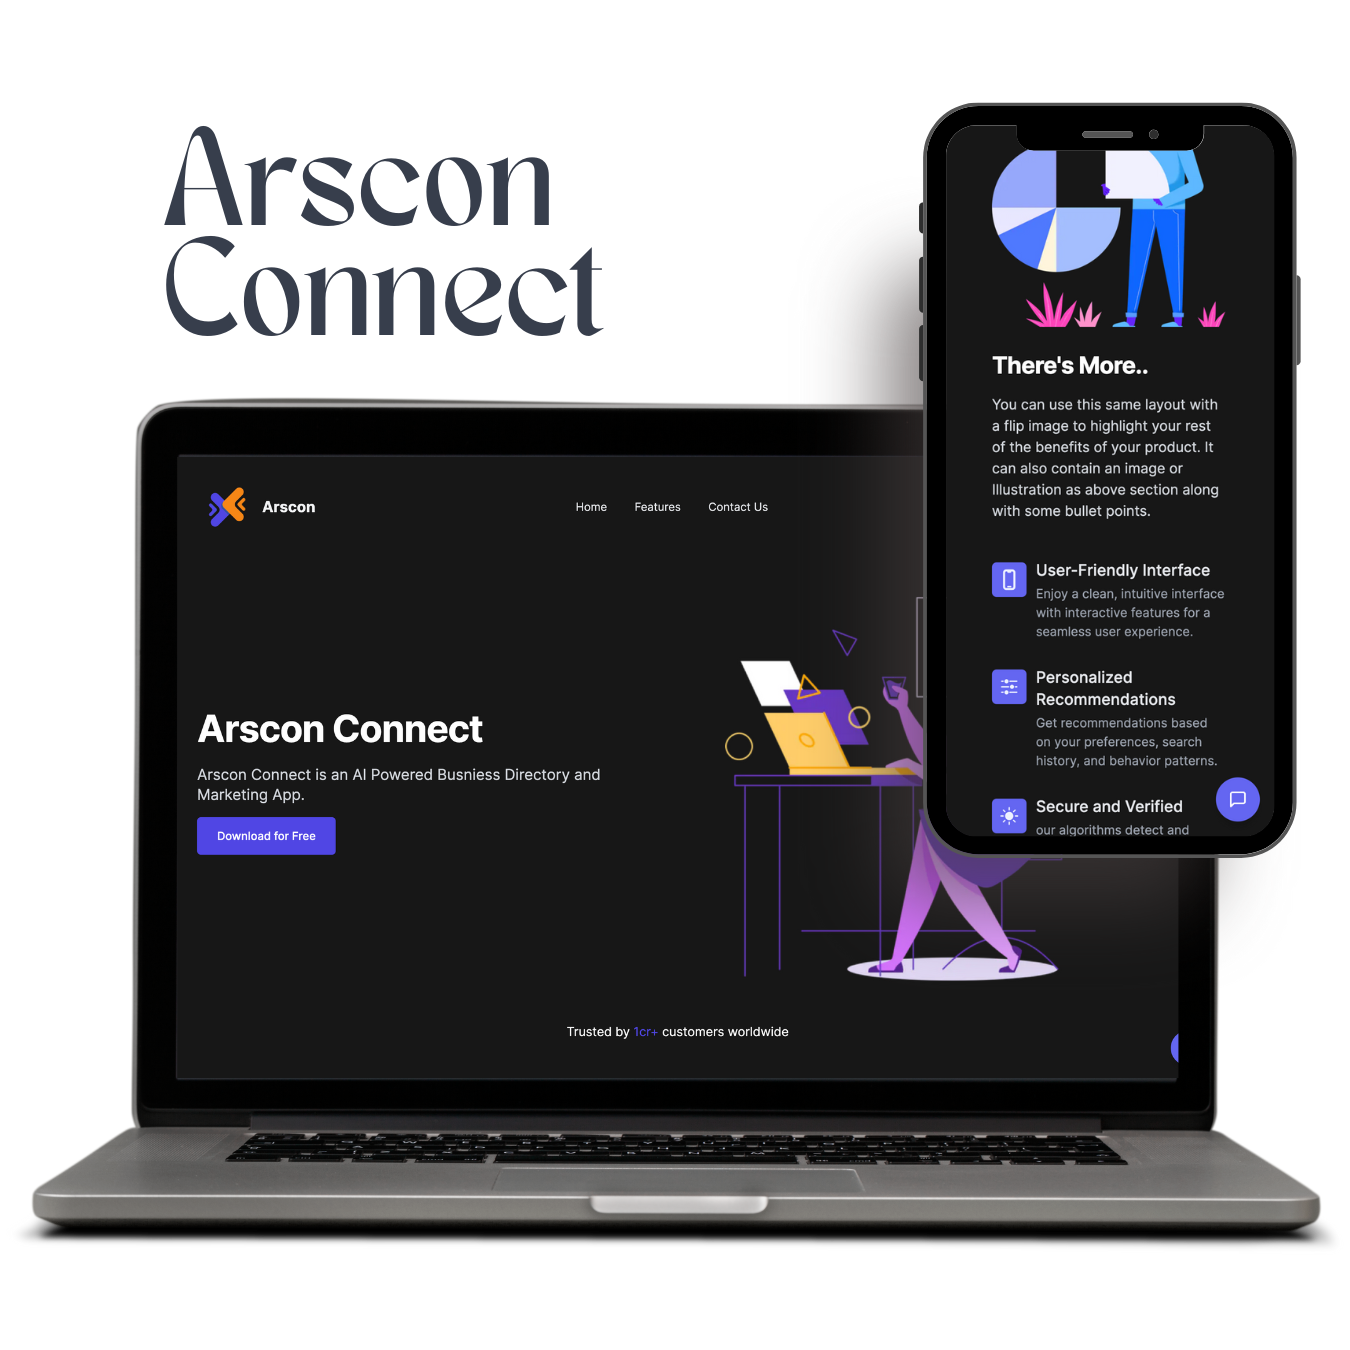 Arscon
Connect
Arscon
Home Features Contact Us
Arscon Connect
Arscon Connect is an AI Powered Busniess Directory and
Marketing App.
Download for Free
Trusted by 1cr+ customers worldwide
There's More..
You can use this same layout with
a flip image to highlight your rest
of the benefits of your product. It
can also contain an image or
Illustration as above section along
with some bullet points.
User-Friendly Interface
Enjoy a clean, intuitive interface
with interactive features for a
seamless user experience.
Personalized
Recommendations
Get recommendations based
on your preferences, search
history, and behavior patterns.
Secure and Verified
our algorithms detect and